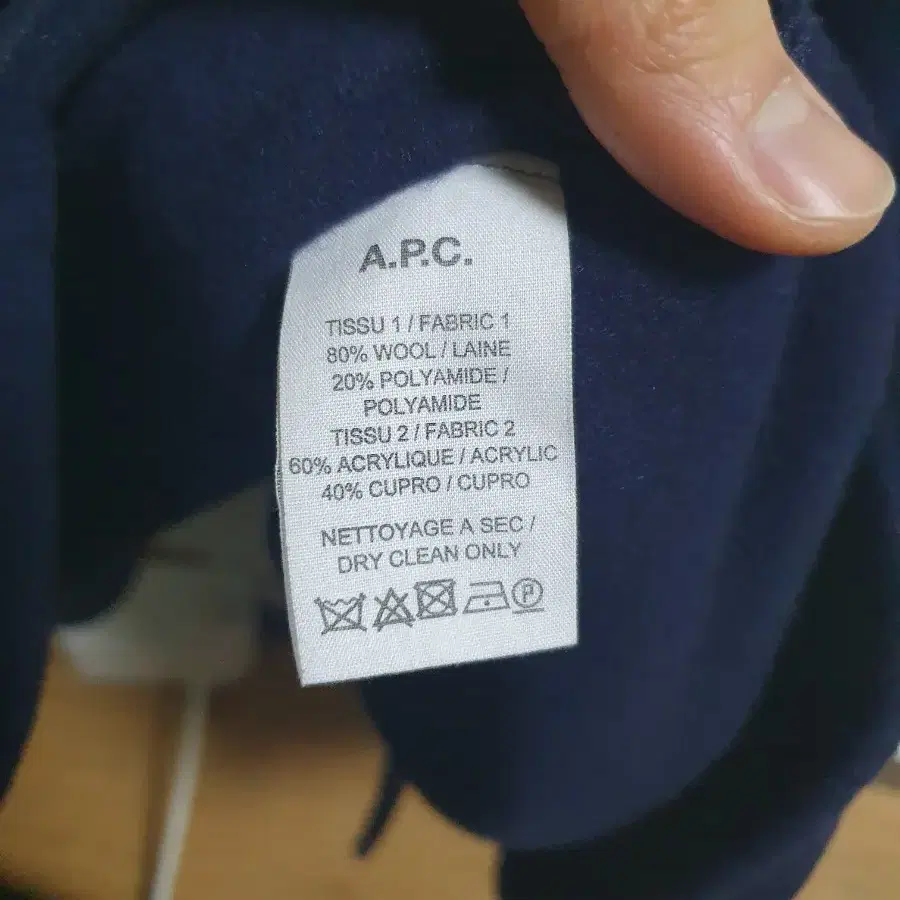 A.P.C.
TISSU 1 / FABRIC 1
80% WOOL / LAINE
20% POLYAMIDE /
POLYAMIDE
TISSU 2 / FABRIC 2
60% ACRYLIQUE / ACRYLIC
40% CUPRO / CUPRO
NETTOYAGE A SEC /
DRY CLEAN ONLY
P